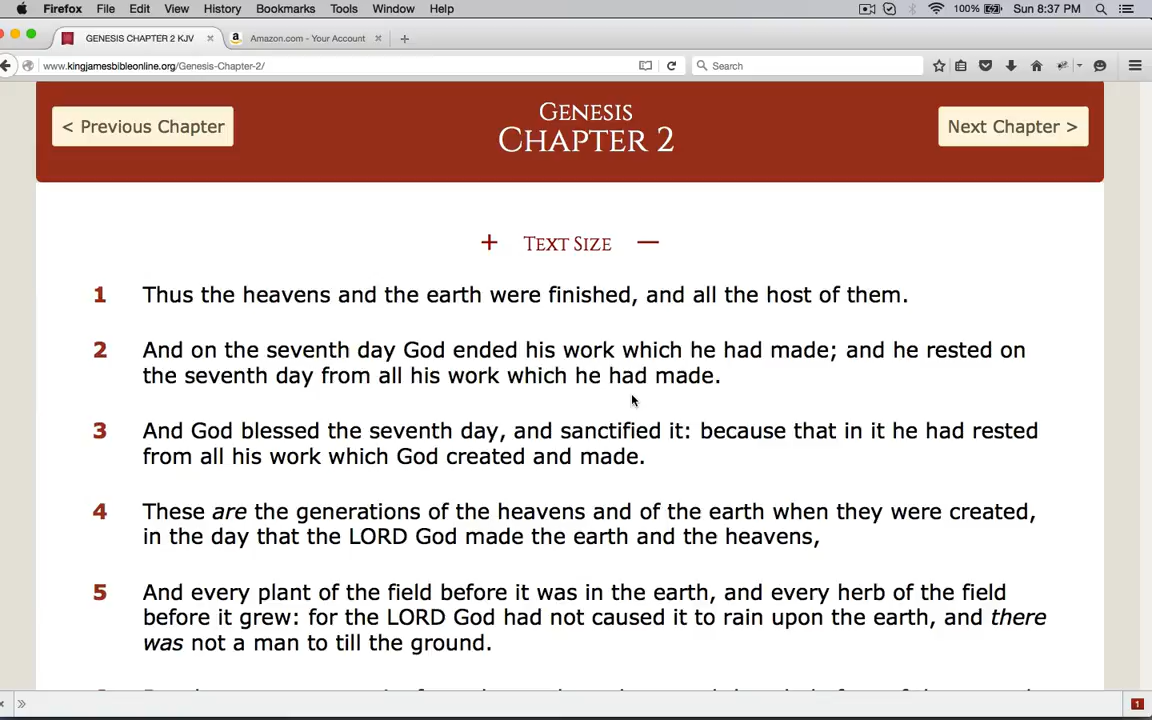 Firefox File Edit View History Bookmarks Tools Window Help 100% Sun 8:37 PM
GENESIS CHAPTER 2 KJV × a Amazon.com - Your Account × +
www.kingjamesbibleonline.org/Genesis-Chapter-2/ Search
< Previous Chapter
GENESIS
CHAPTER 2
Next Chapter >
+ TEXT SIZE —
1 Thus the heavens and the earth were finished, and all the host of them.
2 And on the seventh day God ended his work which he had made; and he rested on
the seventh day from all his work which he had made.
3 And God blessed the seventh day, and sanctified it: because that in it he had rested
from all his work which God created and made.
4 These are the generations of the heavens and of the earth when they were created,
in the day that the LORD God made the earth and the heavens,
5 And every plant of the field before it was in the earth, and every herb of the field
before it grew: for the LORD God had not caused it to rain upon the earth, and there
was not a man to till the ground.
× » 1